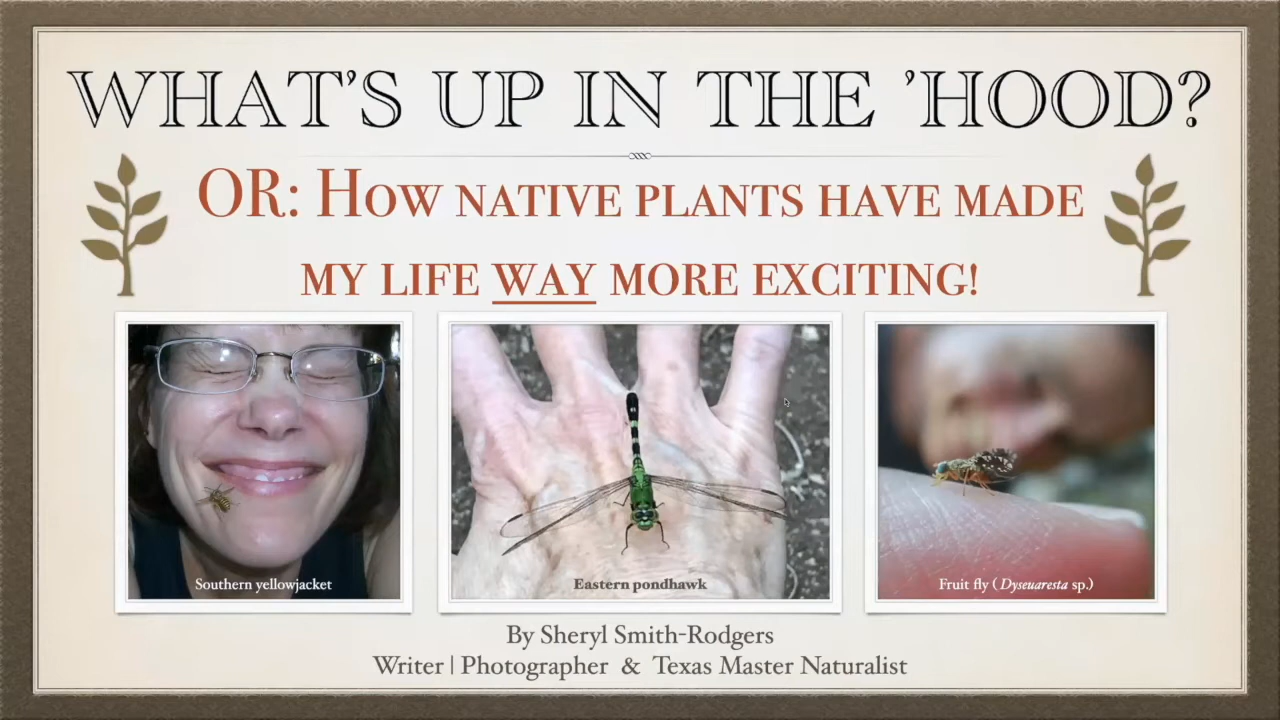 WHAT'S UP IN THE 'HOOD?
OR: HOW NATIVE PLANTS HAVE MADE
MY LIFE WAY MORE EXCITING!
Southern yellowjacket
Eastern pondhawk
Fruit fly (Dyseuaresta sp.)
By Sheryl Smith-Rodgers
Writer | Photographer & Texas Master Naturalist